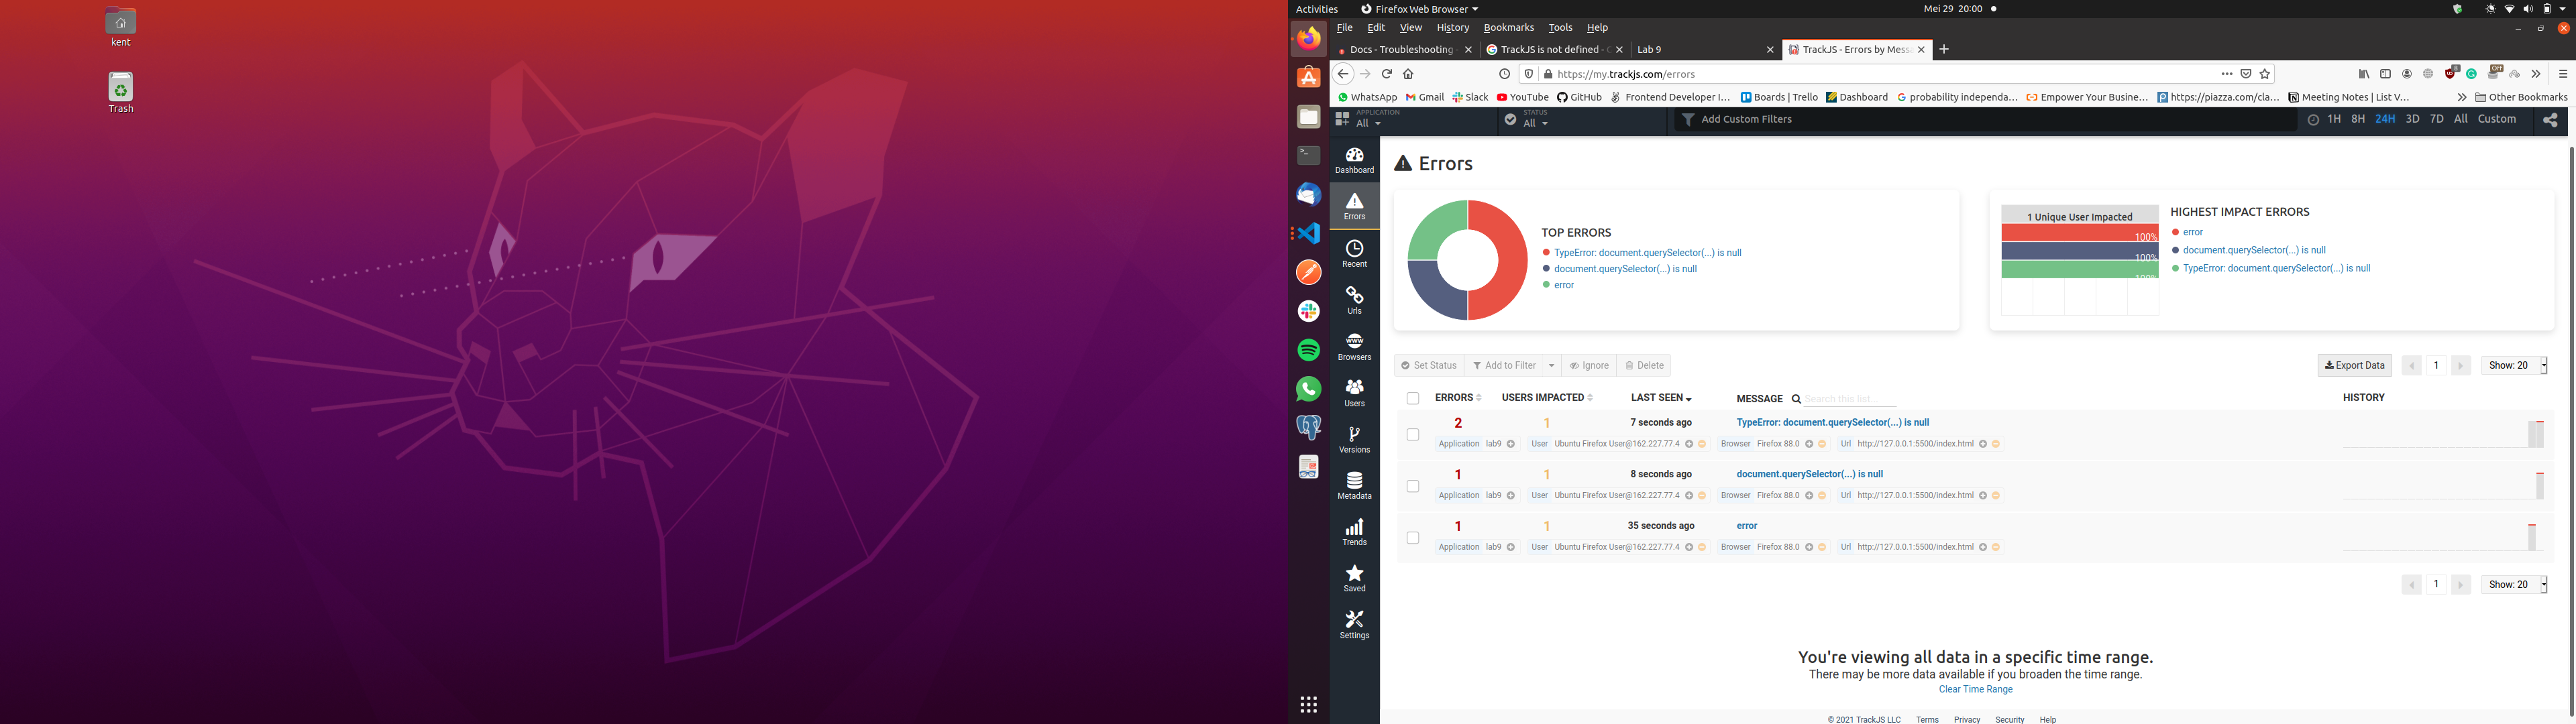 kent
Trash
Activities
Firefox Web Browser
Mei 29 20:00
File Edit View History Bookmarks Tools Help
Docs - Troubleshooting
TrackJS is not defined -
Lab 9
TrackJS - Errors by Mess
https://my.trackjs.com/errors
Off
WhatsApp Gmail Slack YouTube GitHub Frontend Developer I… Boards | Trello Dashboard probability independa… Empower Your Busine… https://piazza.com/cla… Meeting Notes | List V… Other Bookmarks
APPLICATION
All
STATUS
All
Add Custom Filters
1H 8H 24H 3D 7D All Custom
Dashboard
Errors
Recent
Urls
WWW
Browsers
Users
Versions
Metadata
Trends
Saved
Settings
Errors
TOP ERRORS
TypeError: document.querySelector(...) is null
document.querySelector(...) is null
error
1 Unique User Impacted
100%
100%
100%
HIGHEST IMPACT ERRORS
error
document.querySelector(...) is null
TypeError: document.querySelector(...) is null
Set Status Add to Filter Ignore Delete
Export Data 1 Show: 20
ERRORS USERS IMPACTED LAST SEEN MESSAGE Search this list... HISTORY
2 1 7 seconds ago TypeError: document.querySelector(...) is null
Application lab9 User Ubuntu Firefox User@162.227.77.4 Browser Firefox 88.0 Url http://127.0.0.1:5500/index.html
1 1 8 seconds ago document.querySelector(...) is null
Application lab9 User Ubuntu Firefox User@162.227.77.4 Browser Firefox 88.0 Url http://127.0.0.1:5500/index.html
1 1 35 seconds ago error
Application lab9 User Ubuntu Firefox User@162.227.77.4 Browser Firefox 88.0 Url http://127.0.0.1:5500/index.html
1 Show: 20
You're viewing all data in a specific time range.
There may be more data available if you broaden the time range.
Clear Time Range
© 2021 TrackJS LLC Terms Privacy Security Help